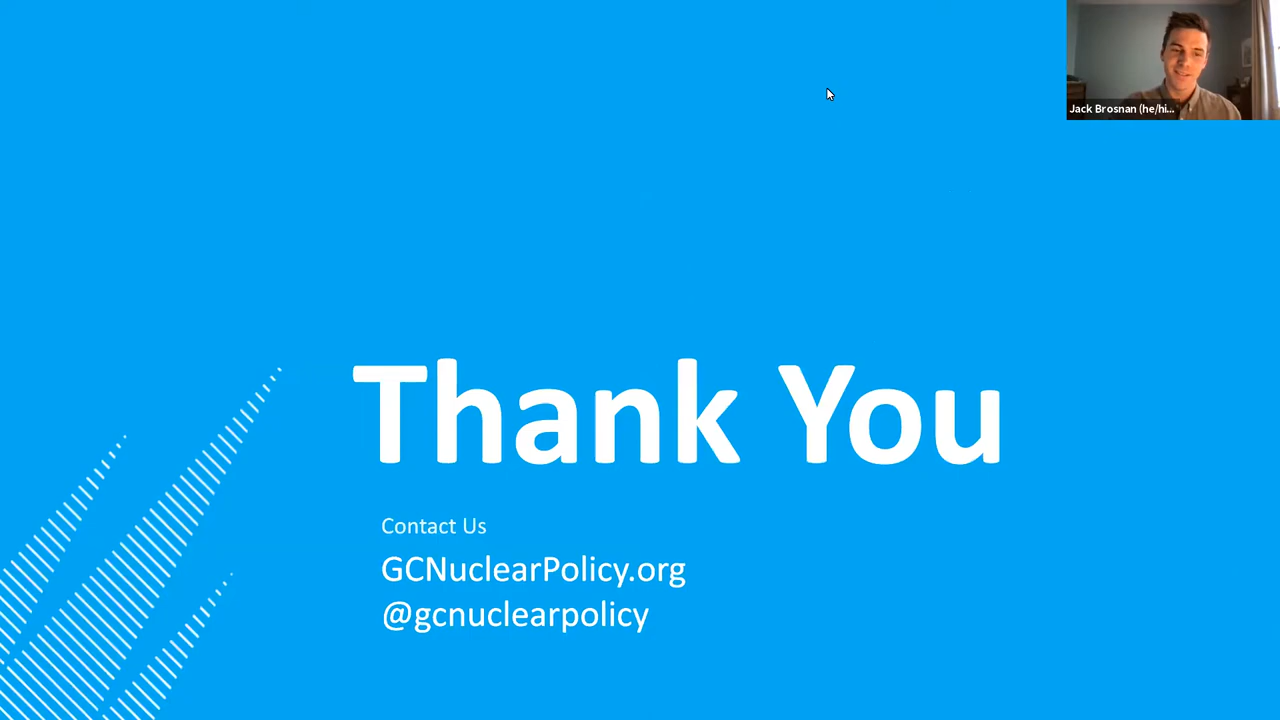 Jack Brosnan (he/hi...
Thank You
Contact Us
GCNuclearPolicy.org
@gcnuclearpolicy